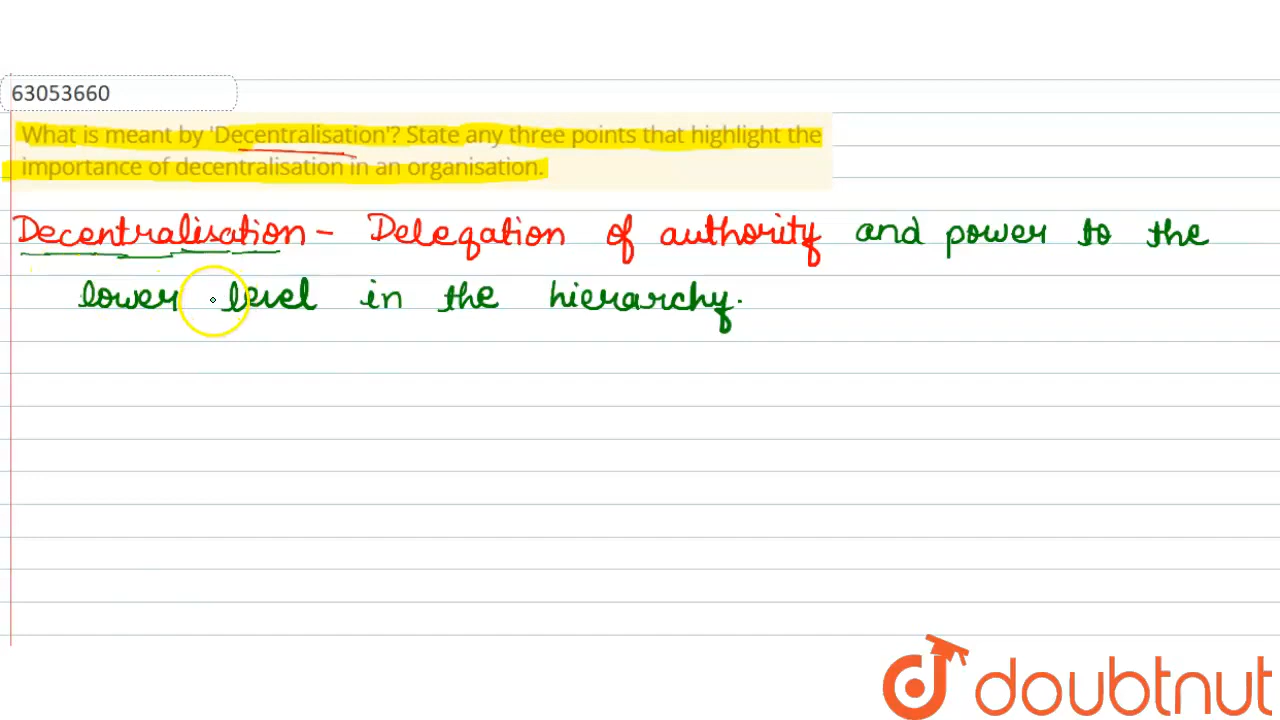 63053660
What is meant by 'Decentralisation'? State any three points that highlight the
importance of decentralisation in an organisation.
Decentralisation - Delegation of authority and power to the
lower level in the hierarchy.
doubtnut